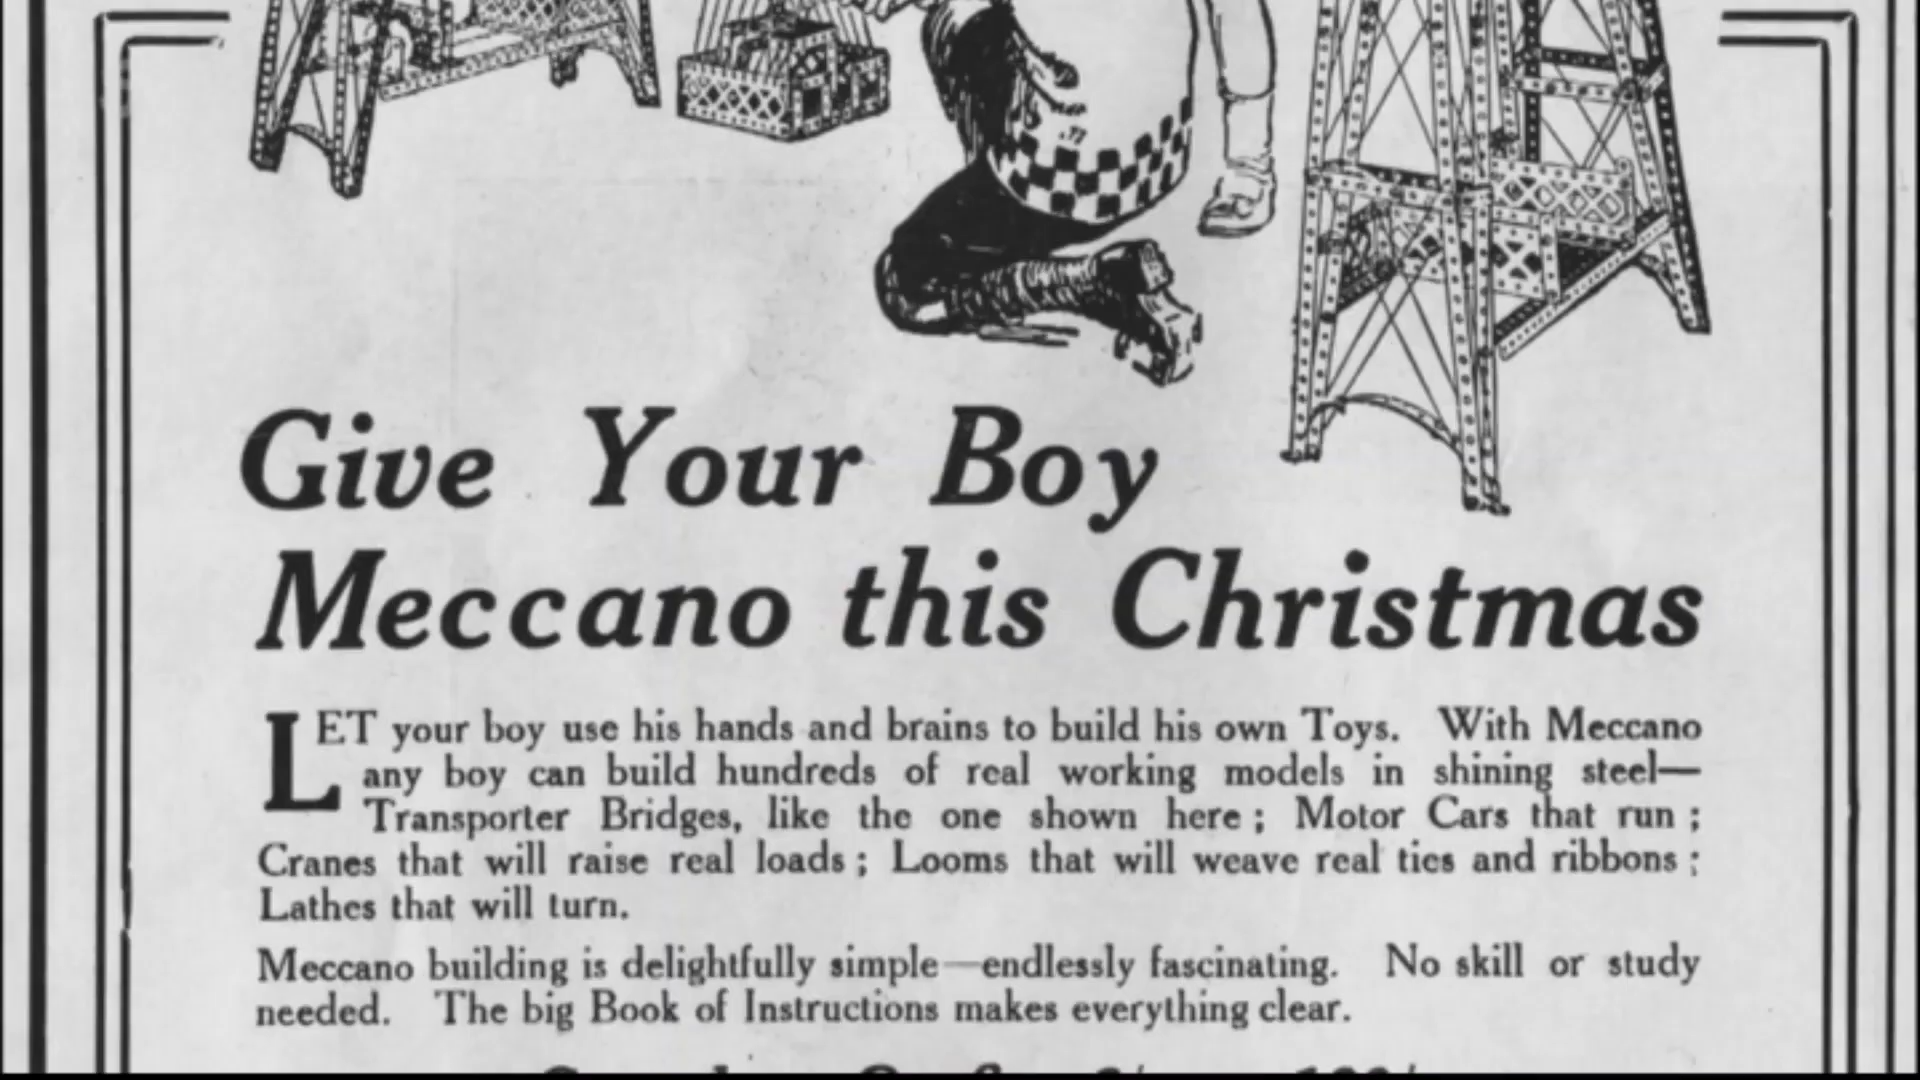 Give Your Boy
Meccano this Christmas
LET your boy use his hands and brains to build his own Toys. With Meccano
any boy can build hundreds of real working models in shining steel—
Transporter Bridges, like the one shown here ; Motor Cars that run ;
Cranes that will raise real loads ; Looms that will weave real ties and ribbons ;
Lathes that will turn.
Meccano building is delightfully simple—endlessly fascinating. No skill or study
needed. The big Book of Instructions makes everything clear.